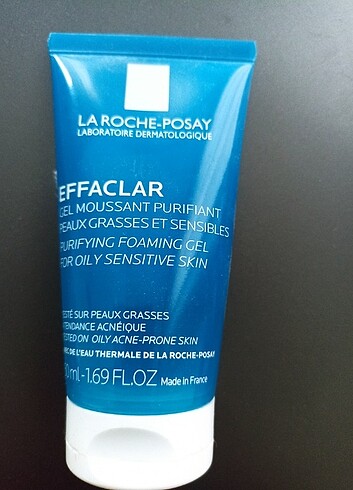 LA ROCHE-POSAY
LABORATOIRE DERMATOLOGIQUE
EFFACLAR
GEL MOUSSANT PURIFIANT
PEAUX GRASSES ET SENSIBLES
PURIFYING FOAMING GEL
FOR OILY SENSITIVE SKIN
TESTÉ SUR PEAUX GRASSES
À TENDANCE ACNÉIQUE
TESTED ON OILY ACNE-PRONE SKIN
AVEC DE L'EAU THERMALE DE LA ROCHE-POSAY
50 ml - 1.69 FL.OZ Made in France